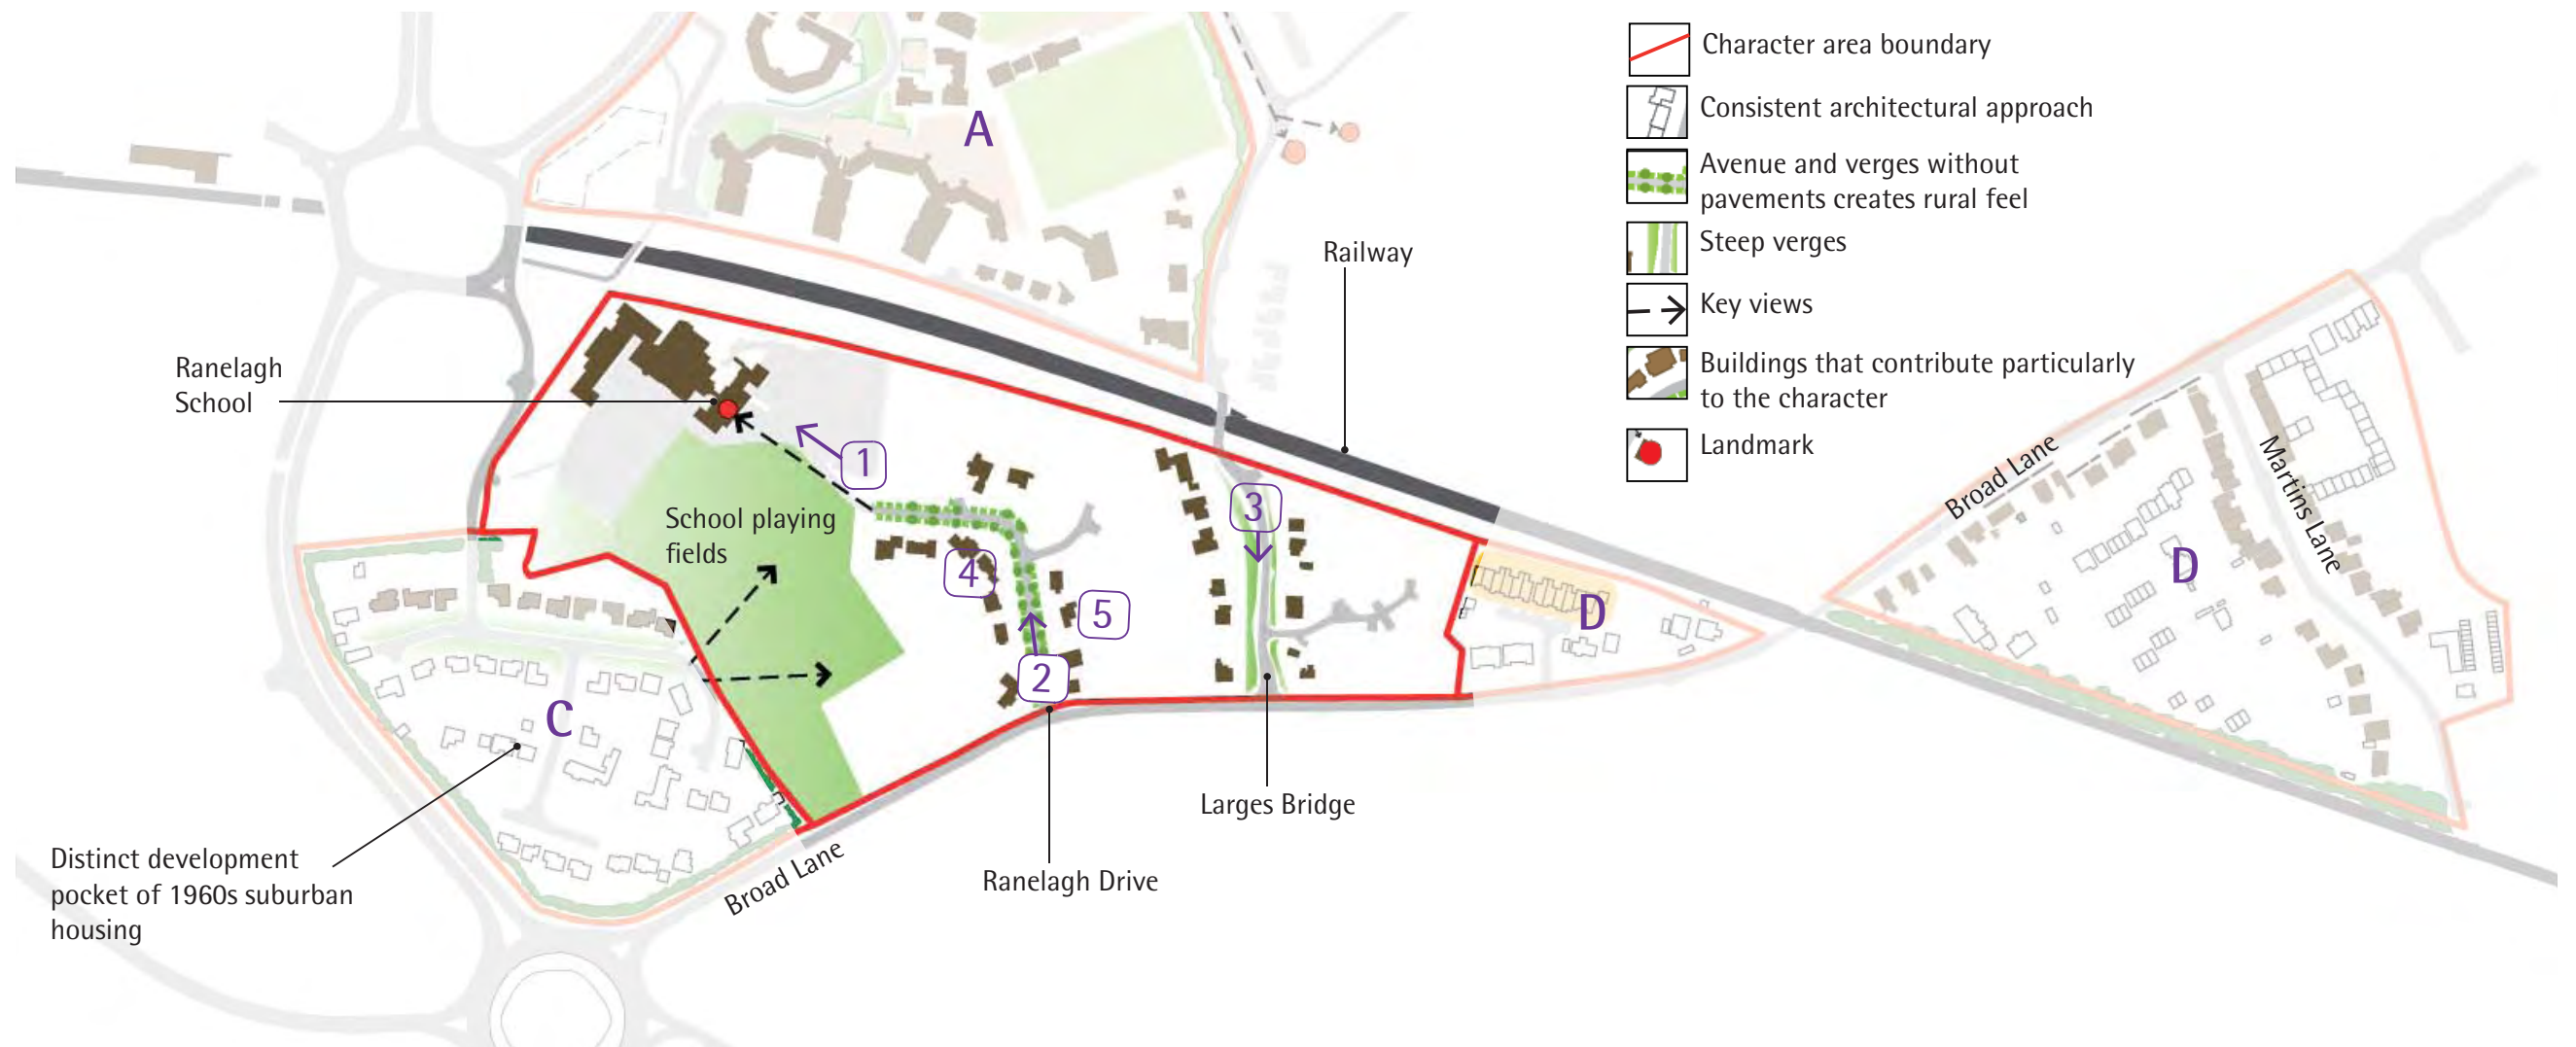 Character area boundary
Consistent architectural approach
Avenue and verges without
pavements creates rural feel
Steep verges
Key views
Buildings that contribute particularly
to the character
Landmark
A
Railway
Ranelagh
School
1
School playing
fields
3
4
5
2
C
D
D
Broad Lane
Martins Lane
Larges Bridge
Ranelagh Drive
Broad Lane
Distinct development
pocket of 1960s suburban
housing